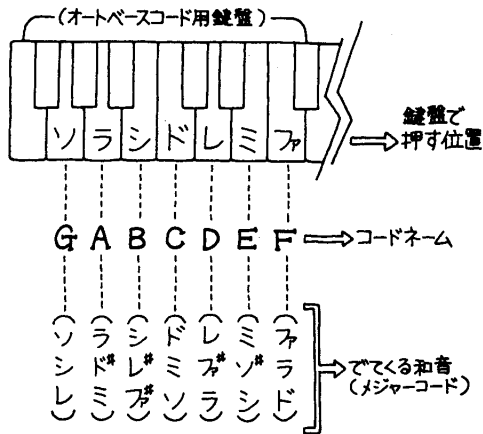 (オートベースコード用鍵盤)
ソ ラ シ ド レ ミ ファ
鍵盤で
押す位置
G A B C D E F
コードネーム
(ソシレ)
(ラド#ミ)
(シレ#ファ#)
(ドミソ)
(レファ#ラ)
(ミソ#シ)
(ファラド)
でてくる和音
(メジャーコード)